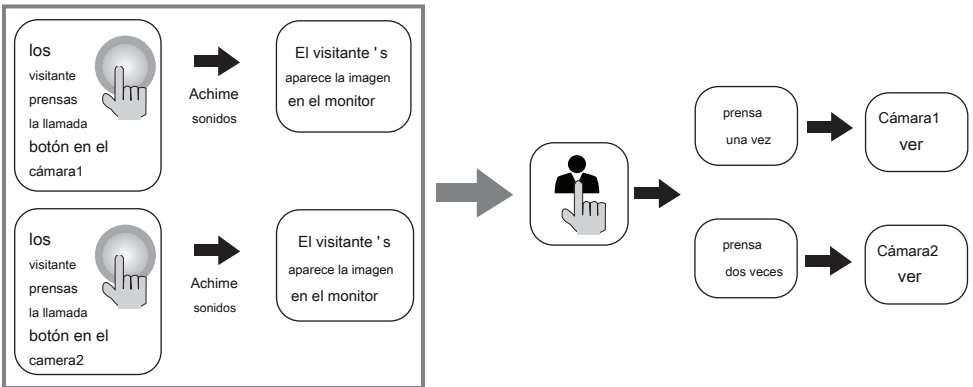 los
visitante
prensas
la llamada
botón en el
cámara1
Achime
sonidos
El visitante ' s
aparece la imagen
en el monitor
los
visitante
prensas
la llamada
botón en el
camera2
Achime
sonidos
El visitante ' s
aparece la imagen
en el monitor
prensa
una vez
Cámara1
ver
prensa
dos veces
Cámara2
ver